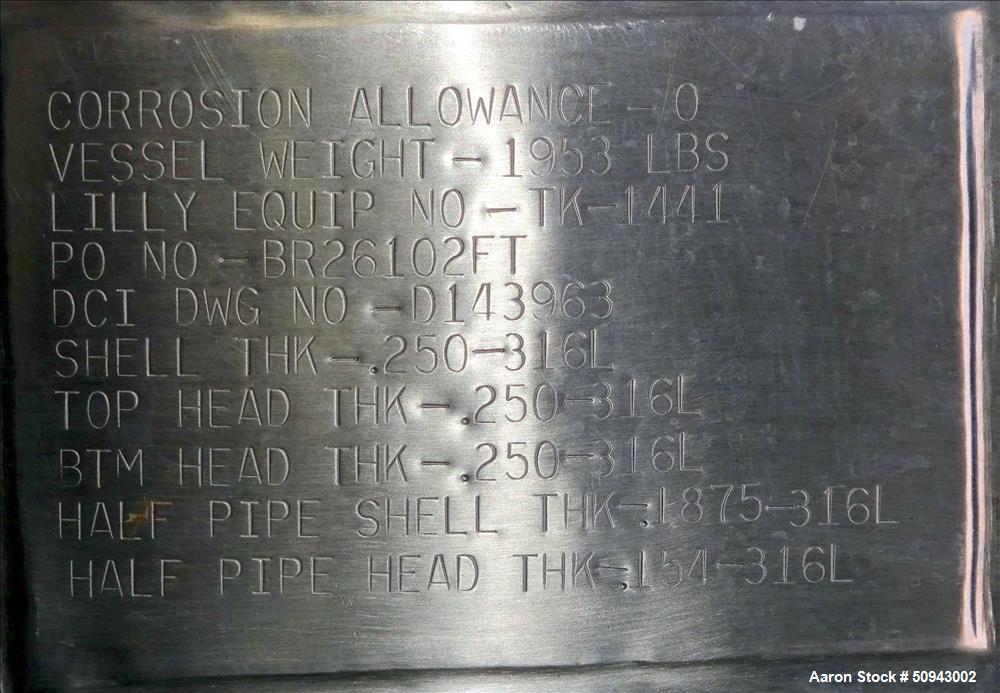 CORROSION ALLOWANCE - 0
VESSEL WEIGHT - 1953 LBS
LILLY EQUIP NO - TK-1441
PO NO - BR26102FT
DCI DWG NO - D143963
SHELL THK - .250-316L
TOP HEAD THK - .250-316L
BTM HEAD THK - .250-316L
HALF PIPE SHELL THK-.1875-316L
HALF PIPE HEAD THK-.154-316L
Aaron Stock # 50943002